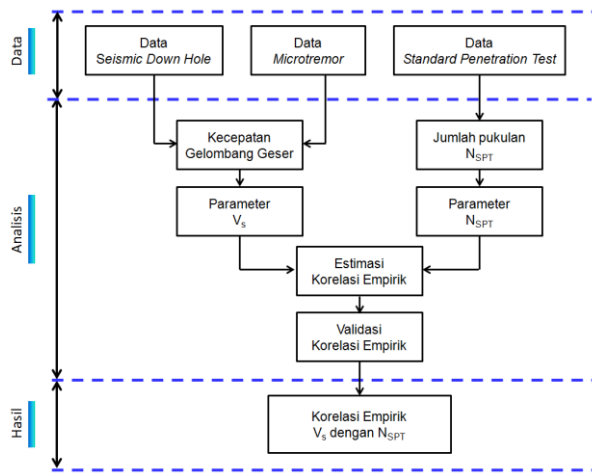 Data
Data
Seismic Down Hole
Data
Microtremor
Data
Standard Penetration Test
Analisis
Kecepatan
Gelombang Geser
Jumlah pukulan
NSPT
Parameter
Vs
Parameter
NSPT
Estimasi
Korelasi Empirik
Validasi
Korelasi Empirik
Hasil
Korelasi Empirik
Vs dengan NSPT